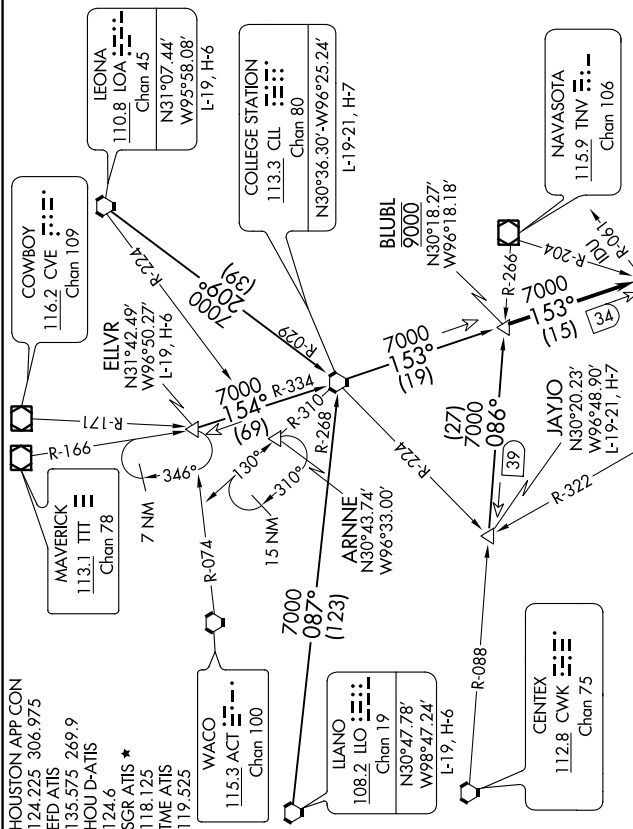 HOUSTON APP CON
124.225 306.975
EFD ATIS
135.575 269.9
HOU D-ATIS
124.6
SGR ATIS ★
118.125
TME ATIS
119.525
MAVERICK
113.1 TTT
Chan 78
COWBOY
116.2 CVE
Chan 109
LEONA
110.8 LOA
Chan 45
N31°07.44'
W95°58.08'
L-19, H-6
R-166
R-171
ELLVR
N31°42.49'
W96°50.27'
L-19, H-6
R-224
7000
209°
(39)
R-029
COLLEGE STATION
113.3 CLL
Chan 80
N30°36.30'-W96°25.24'
L-19-21, H-7
7 NM
346°
7000
154°
(69)
R-334
R-310
R-268
130°
310°
15 NM
ARNNE
N30°43.74'
W96°33.00'
R-074
WACO
115.3 ACT
Chan 100
7000
087°
(123)
LLANO
108.2 LLO
Chan 19
N30°47.78'
W98°47.24'
L-19, H-6
7000
153°
(19)
BLUBL
9000
N30°18.27'
W96°18.18'
NAVASOTA
115.9 TNV
Chan 106
R-266
R-204
IDU
R-061
7000
153°
(15)
34
R-224
(27)
7000
086°
39
JAYJO
N30°20.23'
W96°48.90'
L-19-21, H-7
R-322
R-088
CENTEX
112.8 CWK
Chan 75